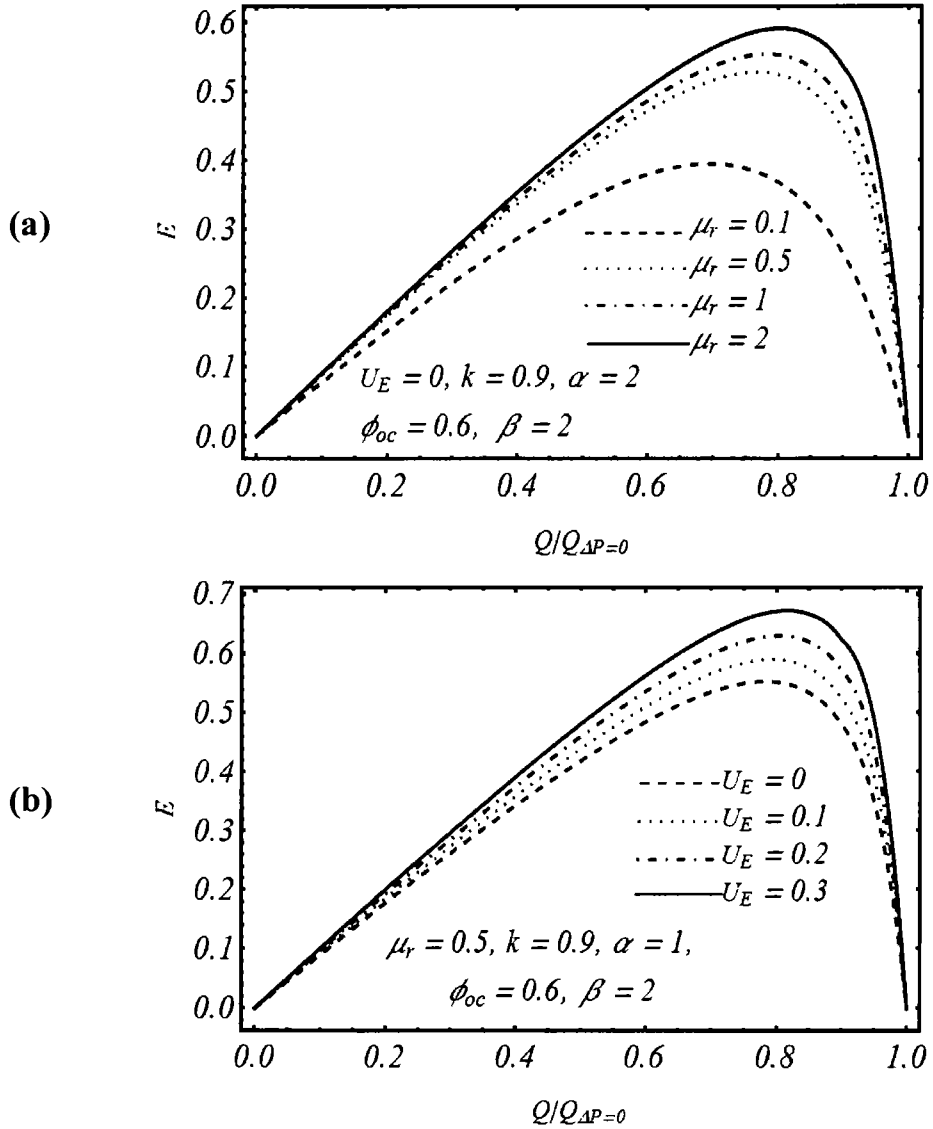 (a)
E
0.6
0.5
0.4
0.3
0.2
0.1
0.0
μr = 0.1
μr = 0.5
μr = 1
μr = 2
UE = 0, k = 0.9, α = 2
ϕoc = 0.6, β = 2
0.0 0.2 0.4 0.6 0.8 1.0
Q/QΔP=0
(b)
E
0.7
0.6
0.5
0.4
0.3
0.2
0.1
0.0
UE = 0
UE = 0.1
UE = 0.2
UE = 0.3
μr = 0.5, k = 0.9, α = 1,
ϕoc = 0.6, β = 2
0.0 0.2 0.4 0.6 0.8 1.0
Q/QΔP=0